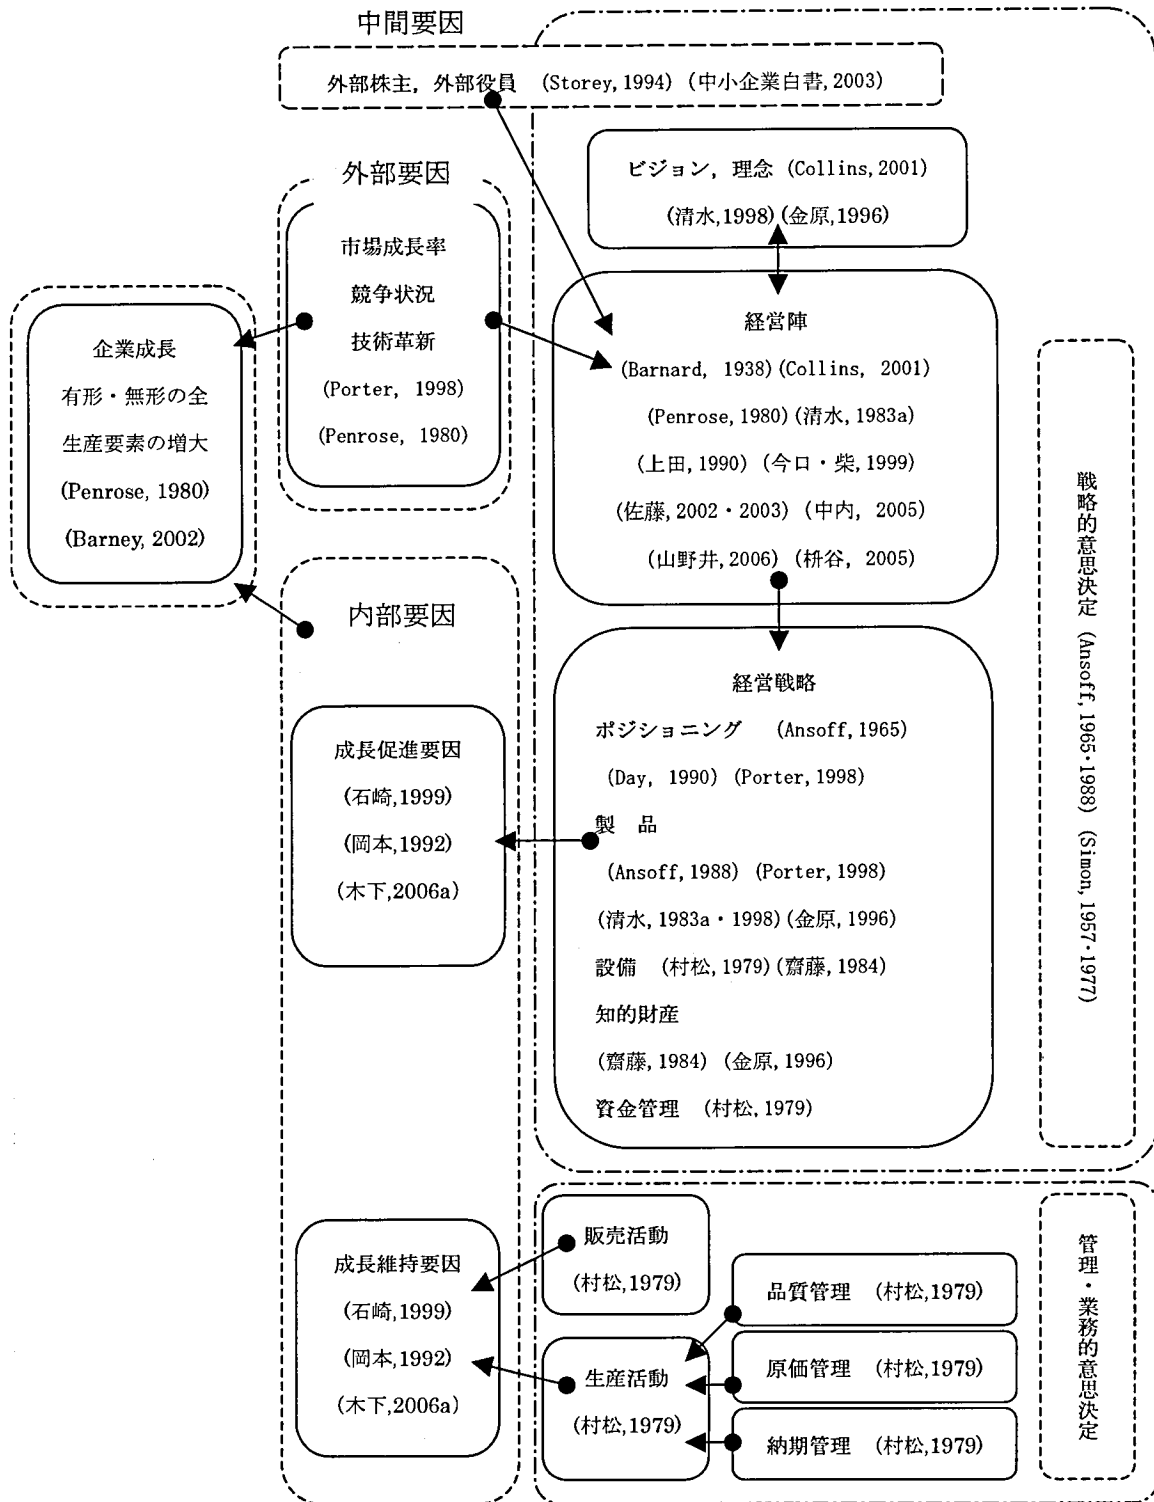 中間要因
外部株主，外部役員 (Storey, 1994) (中小企業白書, 2003)
ビジョン，理念 (Collins, 2001)
(清水,1998)(金原,1996)
外部要因
市場成長率
競争状況
技術革新
(Porter, 1998)
(Penrose, 1980)
企業成長
有形・無形の全
生産要素の増大
(Penrose, 1980)
(Barney, 2002)
経営陣
(Barnard, 1938)(Collins, 2001)
(Penrose, 1980)(清水,1983a)
(上田,1990) (今口・柴,1999)
(佐藤,2002・2003) (中内, 2005)
(山野井,2006) (枡谷, 2005)
戦略的意思決定 (Ansoff, 1965・1988) (Simon, 1957・1977)
内部要因
成長促進要因
(石崎,1999)
(岡本,1992)
(木下,2006a)
経営戦略
ポジショニング (Ansoff,1965)
(Day, 1990) (Porter,1998)
製 品
(Ansoff,1988) (Porter,1998)
(清水,1983a・1998)(金原,1996)
設備 (村松,1979)(齋藤,1984)
知的財産
(齋藤,1984) (金原,1996)
資金管理 (村松,1979)
成長維持要因
(石崎,1999)
(岡本,1992)
(木下,2006a)
販売活動
(村松,1979)
生産活動
(村松,1979)
品質管理 (村松,1979)
原価管理 (村松,1979)
納期管理 (村松,1979)
管理・業務的意思決定